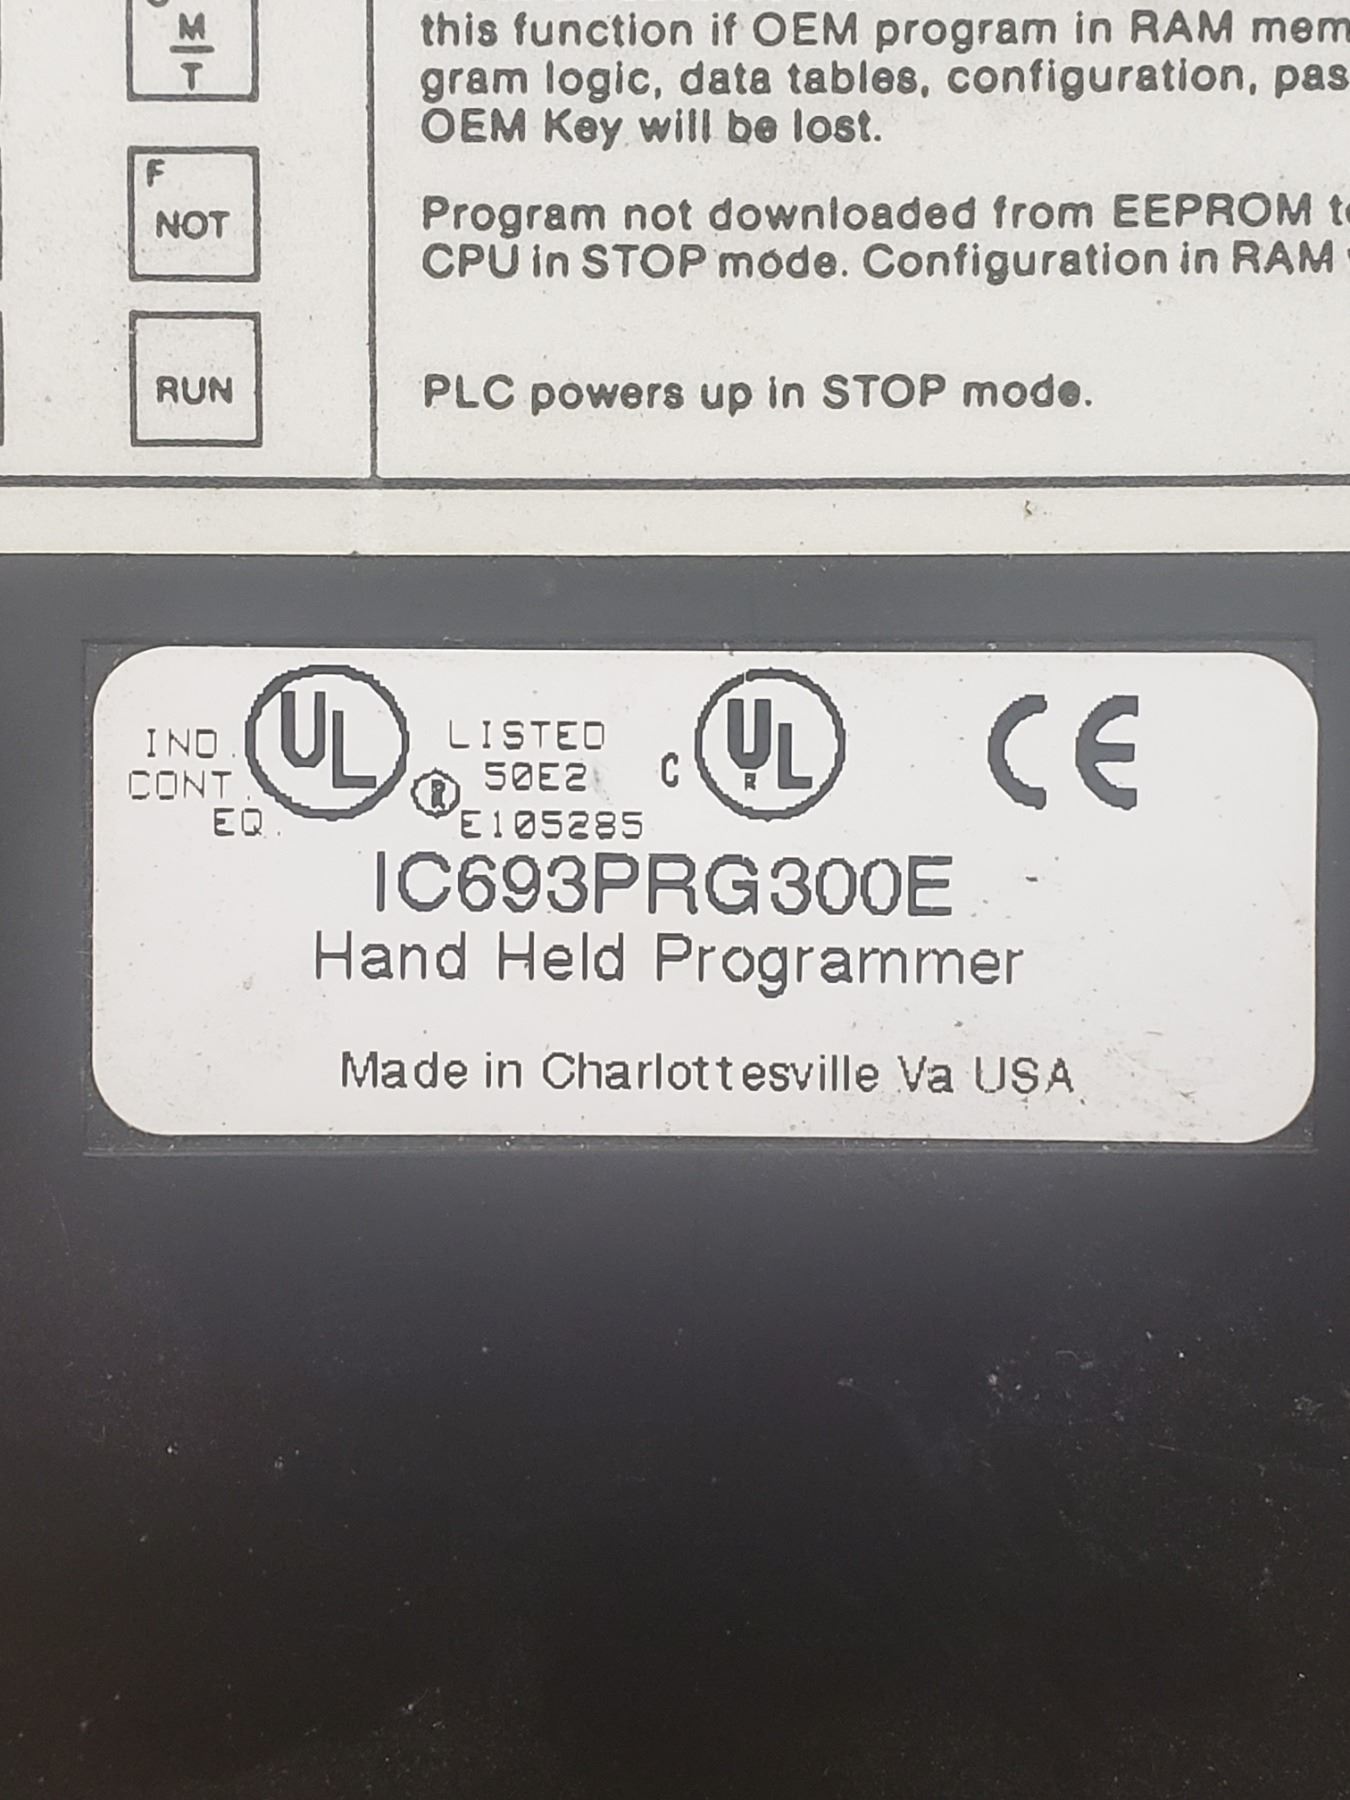 M
T
this function if OEM program in RAM
gram logic, data tables, configuration,
OEM Key will be lost.
F
NOT
Program not downloaded from EEPROM
CPU in STOP mode. Configuration in RAM
RUN
PLC powers up in STOP mode.
IND. UL LISTED C UL CE
CONT. ® 50E2 R
EQ. E105285
IC693PRG300E
Hand Held Programmer
Made in Charlottesville Va USA